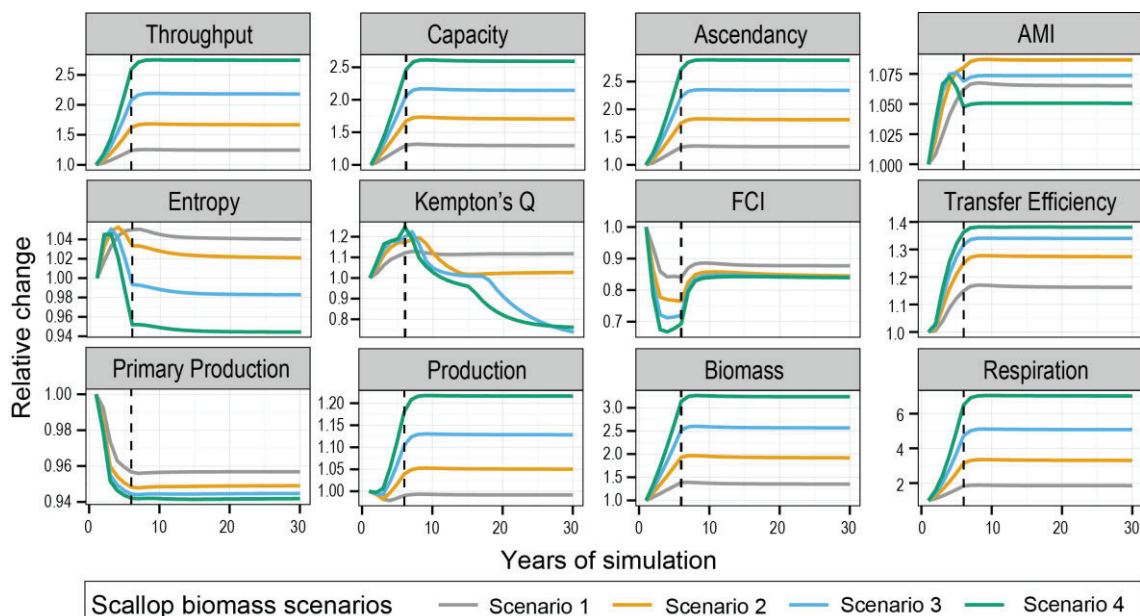 Throughput Capacity Ascendancy AMI
2.5 2.5 2.5 1.075
2.0 2.0 2.0 1.050
1.5 1.5 1.5 1.025
1.0 1.0 1.0 1.000
Entropy Kempton's Q FCI Transfer Efficiency
1.04 1.2 1.0 1.4
1.02 1.1 0.9 1.3
1.00 1.0 0.8 1.2
0.98 0.9 0.7 1.1
0.96 0.8 1.0
0.94
Primary Production Production Biomass Respiration
1.00 1.20 3.0 6
0.98 1.15 2.5 4
0.96 1.10 2.0 2
0.94 1.05 1.5
1.00 1.0
0 10 20 30 0 10 20 30 0 10 20 30 0 10 20 30
Relative change
Years of simulation
Scallop biomass scenarios Scenario 1 Scenario 2 Scenario 3 Scenario 4